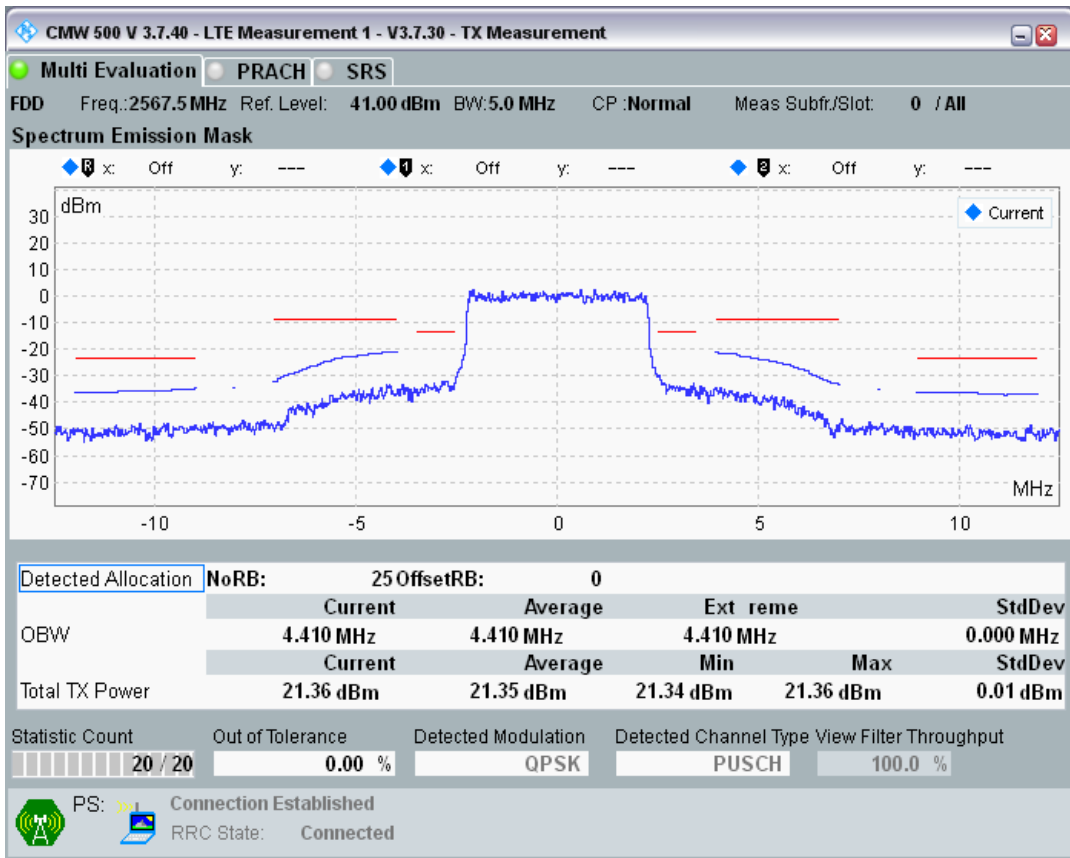 CMW 500 V 3.7.40 - LTE Measurement 1 - V3.7.30 - TX Measurement
Multi Evaluation PRACH SRS
FDD Freq.:2567.5 MHz Ref. Level: 41.00 dBm BW:5.0 MHz CP :Normal Meas Subfr./Slot: 0 / All
Spectrum Emission Mask
R x: Off y: --- 1 x: Off y: --- 2 x: Off y: ---
dBm
Current
30
20
10
0
-10
-20
-30
-40
-50
-60
-70
MHz
-10 -5 0 5 10
Detected Allocation NoRB: 25 OffsetRB: 0
Current Average Ext reme StdDev
OBW 4.410 MHz 4.410 MHz 4.410 MHz 0.000 MHz
Current Average Min Max StdDev
Total TX Power 21.36 dBm 21.35 dBm 21.34 dBm 21.36 dBm 0.01 dBm
Statistic Count Out of Tolerance Detected Modulation Detected Channel Type View Filter Throughput
20 / 20 0.00 % QPSK PUSCH 100.0 %
PS: Connection Established
RRC State: Connected